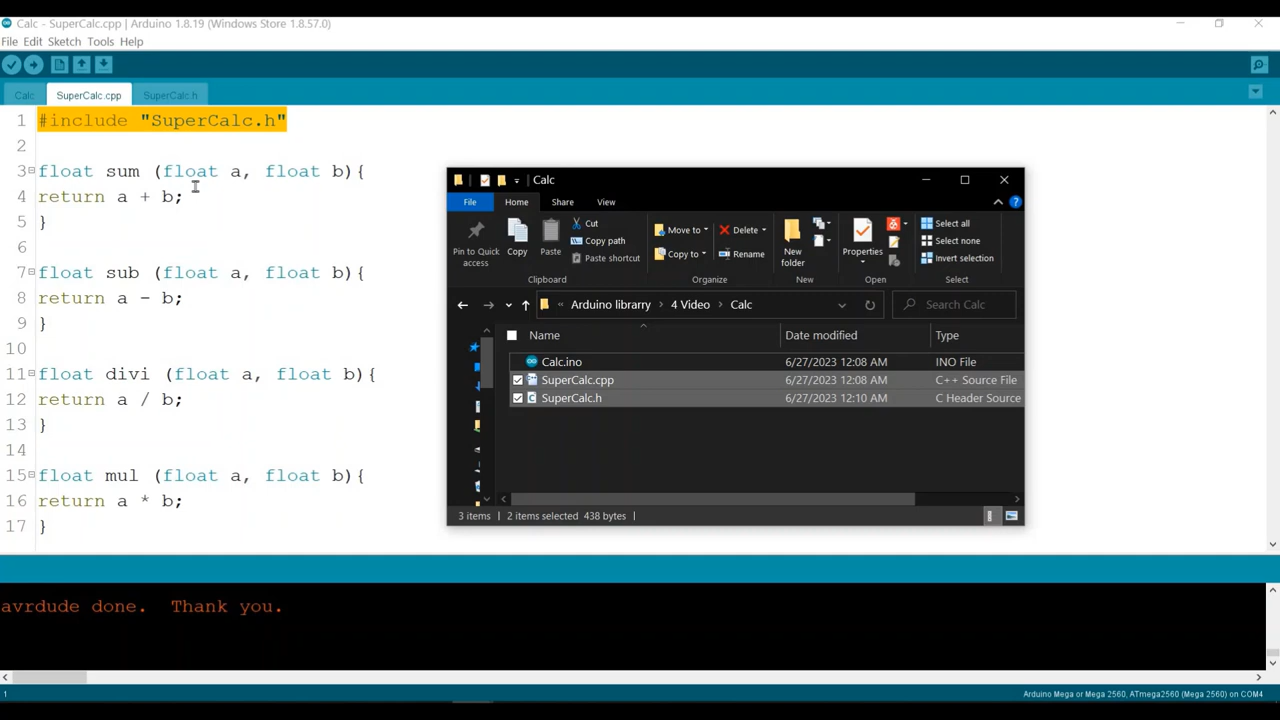 Calc - SuperCalc.cpp | Arduino 1.8.19 (Windows Store 1.8.57.0)
File Edit Sketch Tools Help
Calc SuperCalc.cpp SuperCalc.h
1 #include "SuperCalc.h"
2
3 float sum (float a, float b){
4 return a + b;
5 }
6
7 float sub (float a, float b){
8 return a - b;
9 }
10
11 float divi (float a, float b){
12 return a / b;
13 }
14
15 float mul (float a, float b){
16 return a * b;
17 }
Calc
File Home Share View
Pin to Quick access
Copy
Paste
Cut
Copy path
Paste shortcut
Clipboard
Move to
Copy to
Delete
Rename
Organize
New folder
New
Properties
Open
Select all
Select none
Invert selection
Select
« Arduino librarry > 4 Video > Calc
Search Calc
Name Date modified Type
Calc.ino 6/27/2023 12:08 AM INO File
SuperCalc.cpp 6/27/2023 12:08 AM C++ Source File
SuperCalc.h 6/27/2023 12:10 AM C Header Source
3 items 2 items selected 438 bytes
avrdude done. Thank you.
1 Arduino Mega or Mega 2560, ATmega2560 (Mega 2560) on COM4